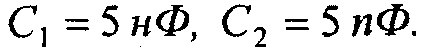 C₁ = 5 нФ, C₂ = 5 пФ.